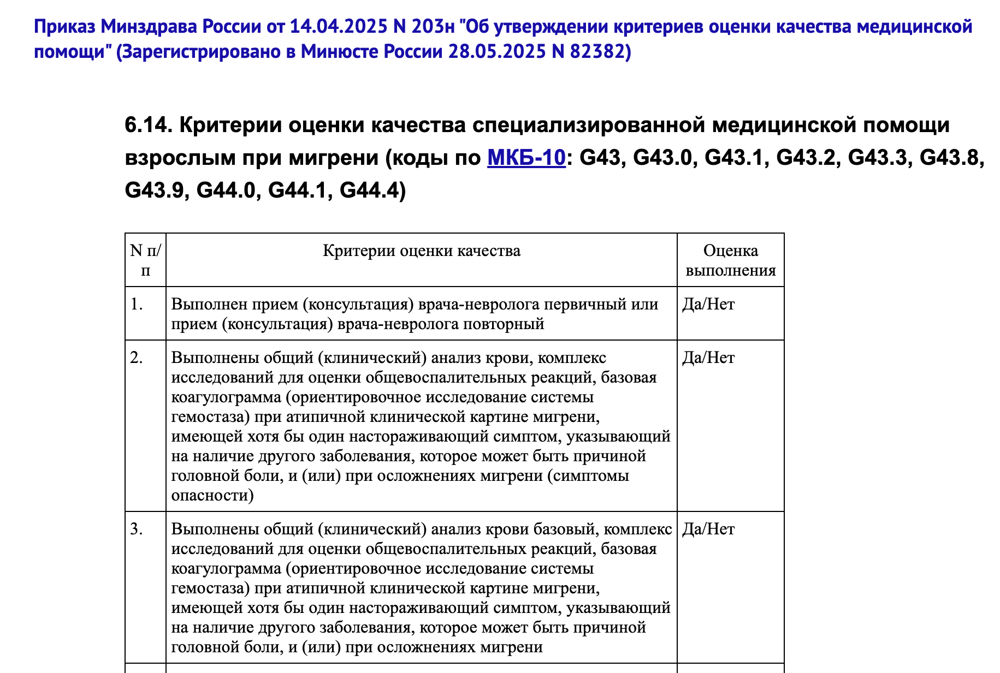 Приказ Минздрава России от 14.04.2025 N 203н "Об утверждении критериев оценки качества медицинской
помощи" (Зарегистрировано в Минюсте России 28.05.2025 N 82382)
6.14. Критерии оценки качества специализированной медицинской помощи
взрослым при мигрени (коды по МКБ-10: G43, G43.0, G43.1, G43.2, G43.3, G43.8,
G43.9, G44.0, G44.1, G44.4)
N п/
п
Критерии оценки качества
Оценка
выполнения
1.
Выполнен прием (консультация) врача-невролога первичный или
прием (консультация) врача-невролога повторный
Да/Нет
2.
Выполнены общий (клинический) анализ крови, комплекс
исследований для оценки общевоспалительных реакций, базовая
коагулограмма (ориентировочное исследование системы
гемостаза) при атипичной клинической картине мигрени,
имеющей хотя бы один настораживающий симптом, указывающий
на наличие другого заболевания, которое может быть причиной
головной боли, и (или) при осложнениях мигрени (симптомы
опасности)
Да/Нет
3.
Выполнены общий (клинический) анализ крови базовый, комплекс
исследований для оценки общевоспалительных реакций, базовая
коагулограмма (ориентировочное исследование системы
гемостаза) при атипичной клинической картине мигрени,
имеющей хотя бы один настораживающий симптом, указывающий
на наличие другого заболевания, которое может быть причиной
головной боли, и (или) при осложнениях мигрени
Да/Нет